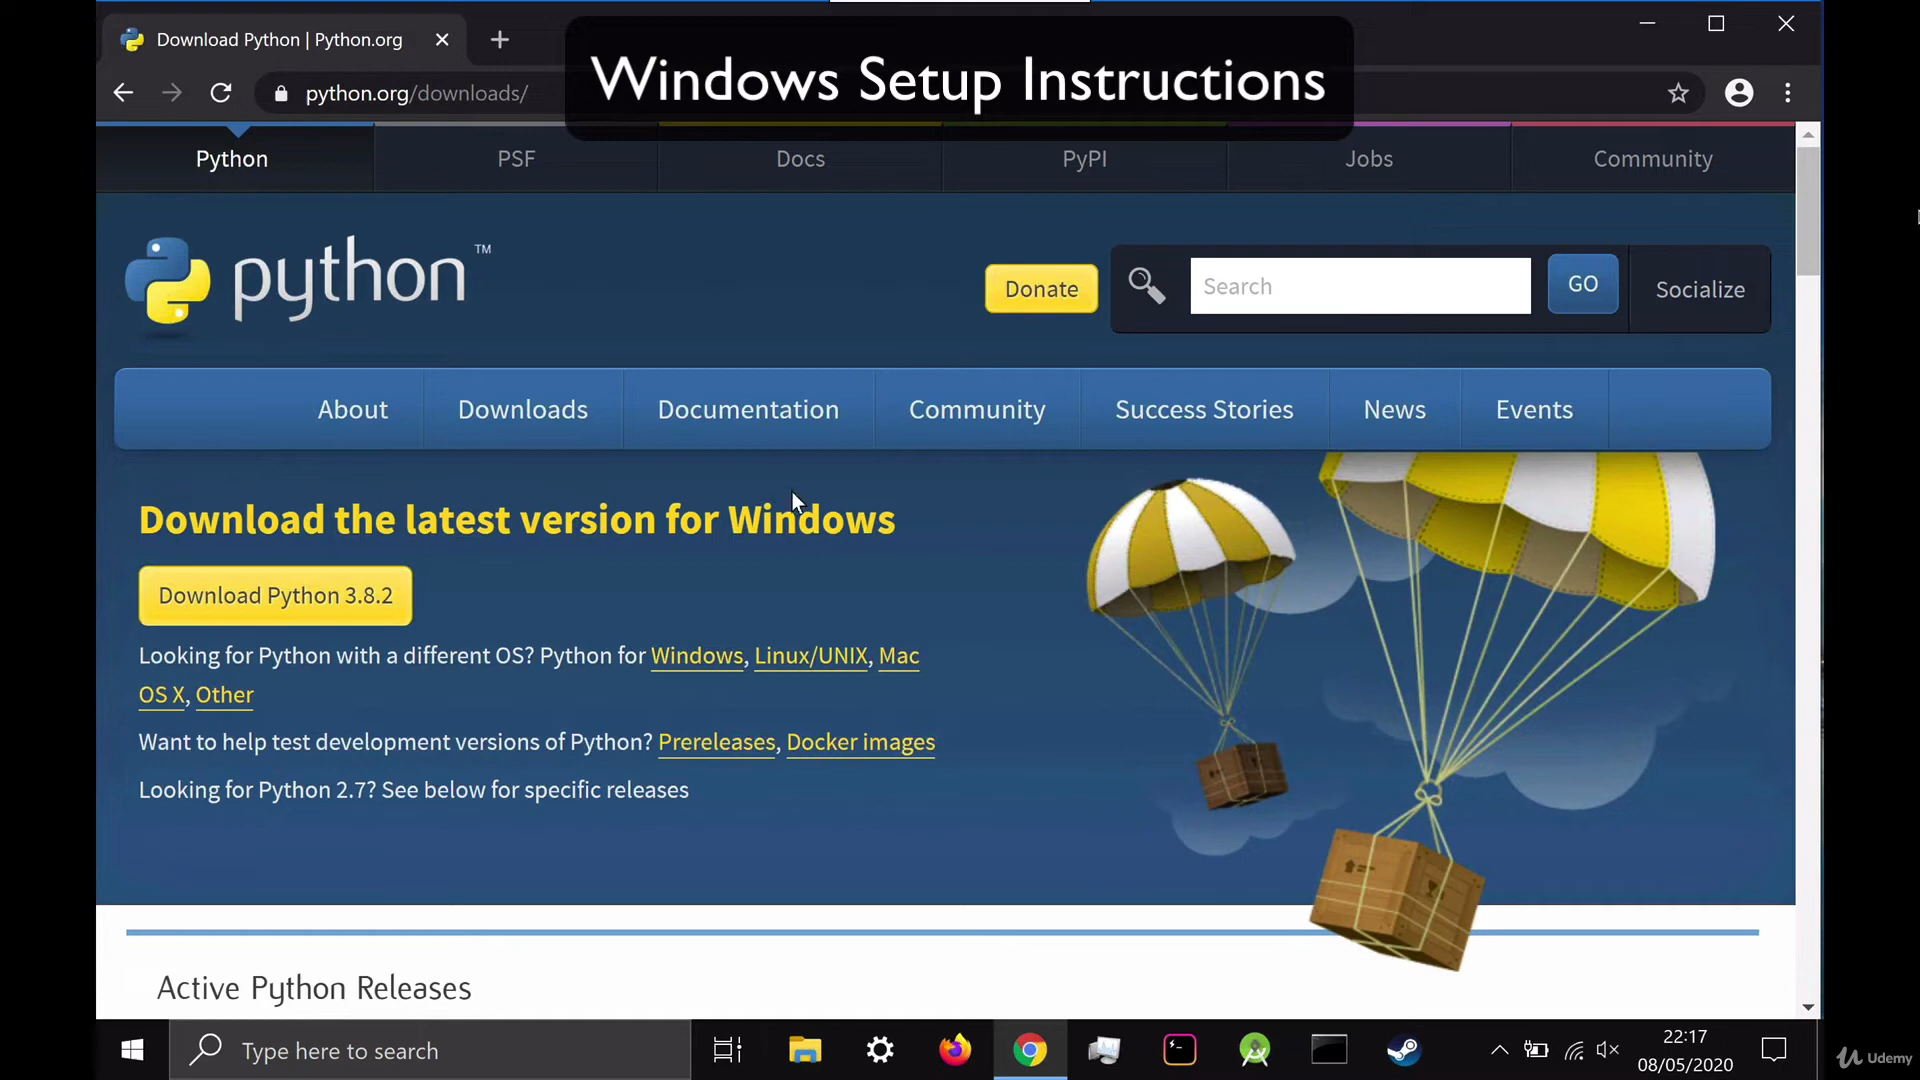 Download Python | Python.org
Windows Setup Instructions
python.org/downloads/
Python
PSF
Docs
PyPI
Jobs
Community
python™
Donate
Search
GO
Socialize
About
Downloads
Documentation
Community
Success Stories
News
Events
Download the latest version for Windows
Download Python 3.8.2
Looking for Python with a different OS? Python for Windows, Linux/UNIX, Mac
OS X, Other
Want to help test development versions of Python? Prereleases, Docker images
Looking for Python 2.7? See below for specific releases
Active Python Releases
Type here to search
22:17
08/05/2020
Udemy